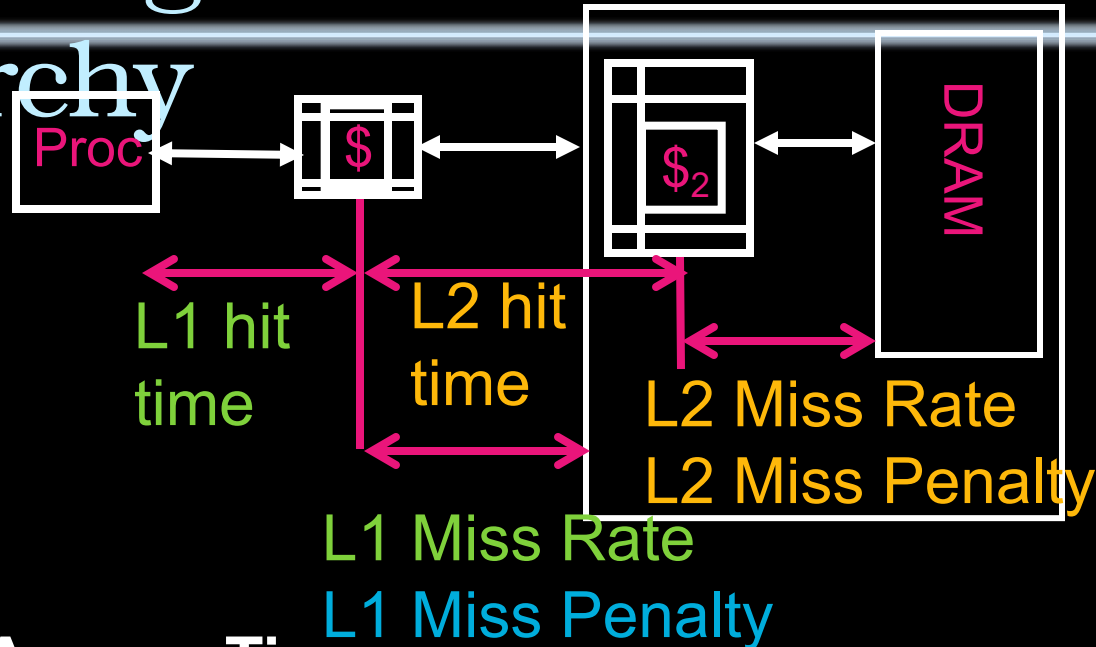 Proc
$
$2
DRAM
L1 hit
time
L2 hit
time
L2 Miss Rate
L2 Miss Penalty
L1 Miss Rate
L1 Miss Penalty